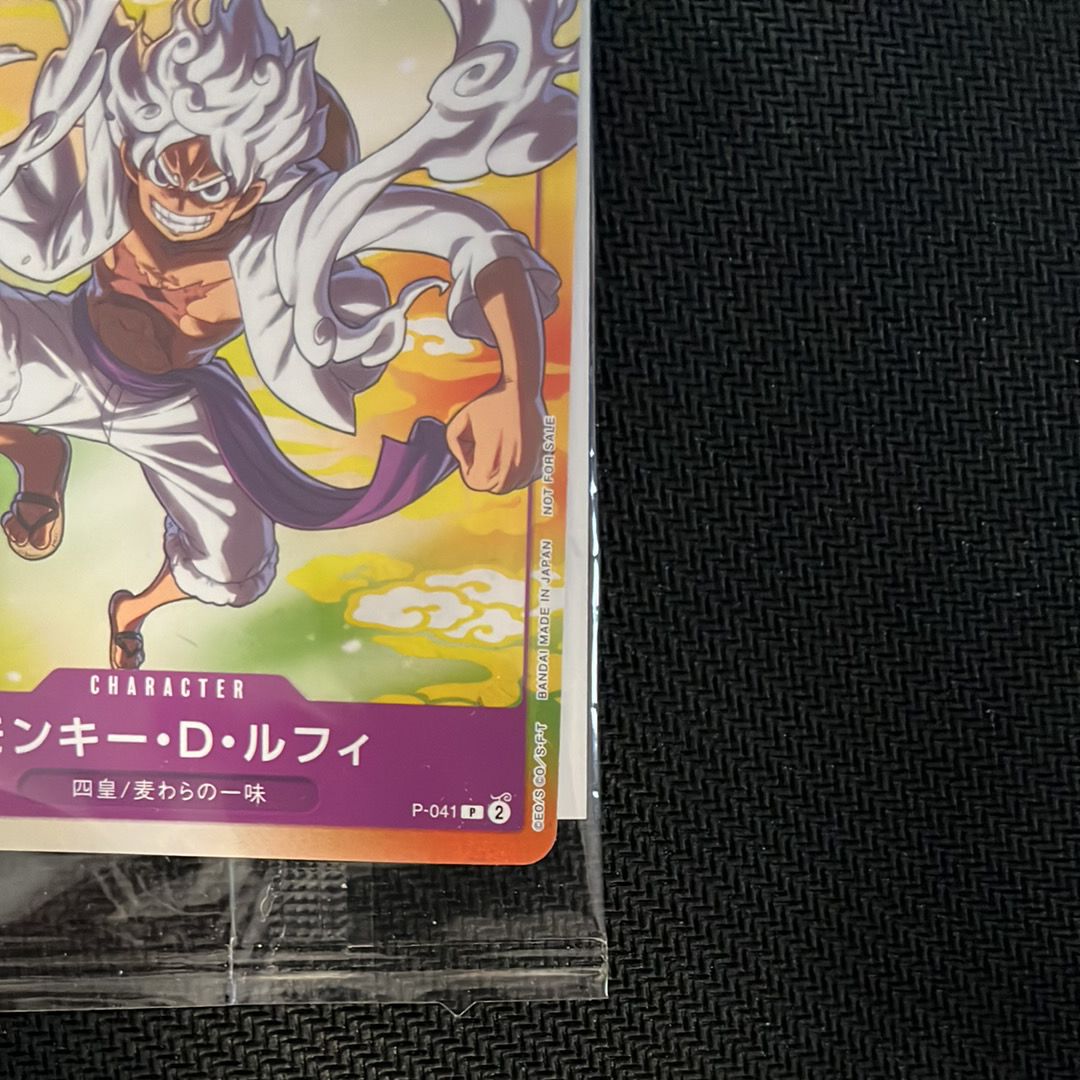 CHARACTER
モンキー・D・ルフィ
四皇/麦わらの一味
P-041 P 2
©EO/S CO/S・F・T BANDAI MADE IN JAPAN NOT FOR SALE